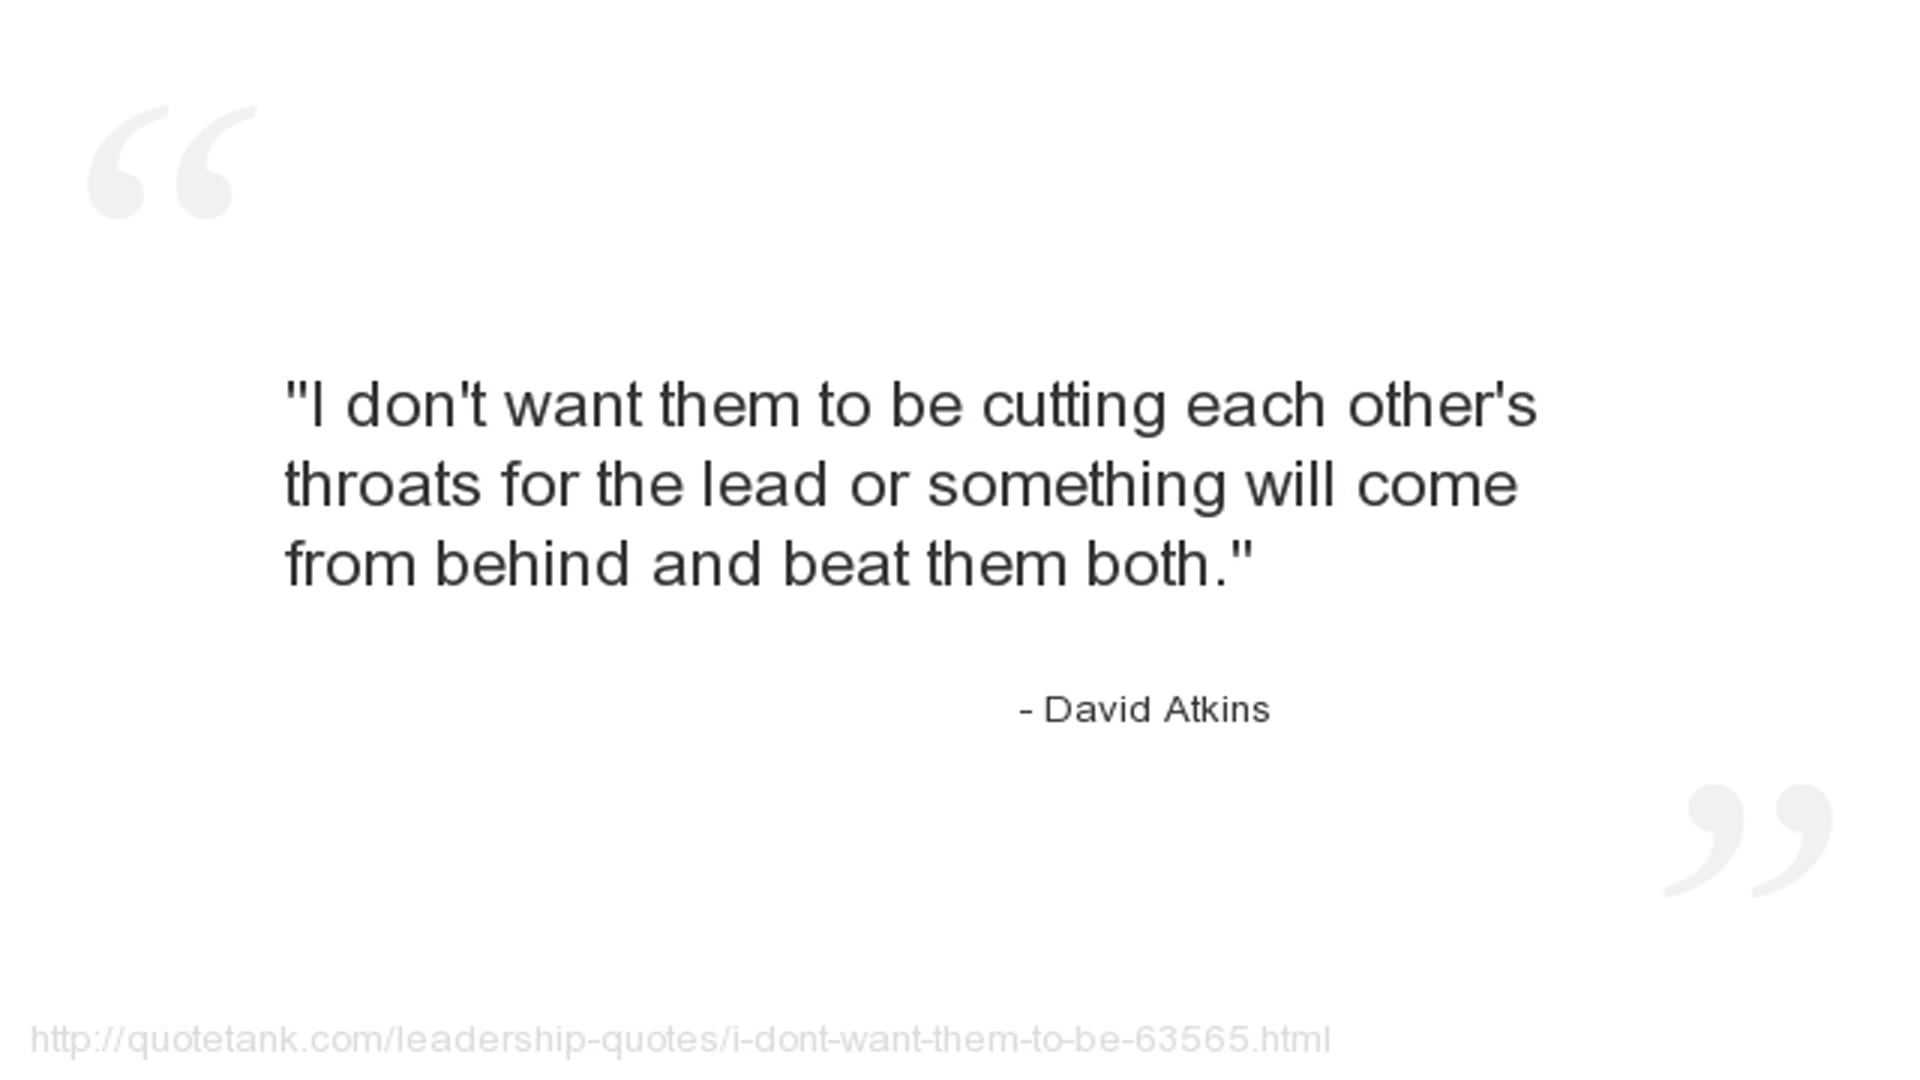 "I don't want them to be cutting each other's
throats for the lead or something will come
from behind and beat them both."
- David Atkins
http://quotetank.com/leadership-quotes/i-dont-want-them-to-be-63565.html